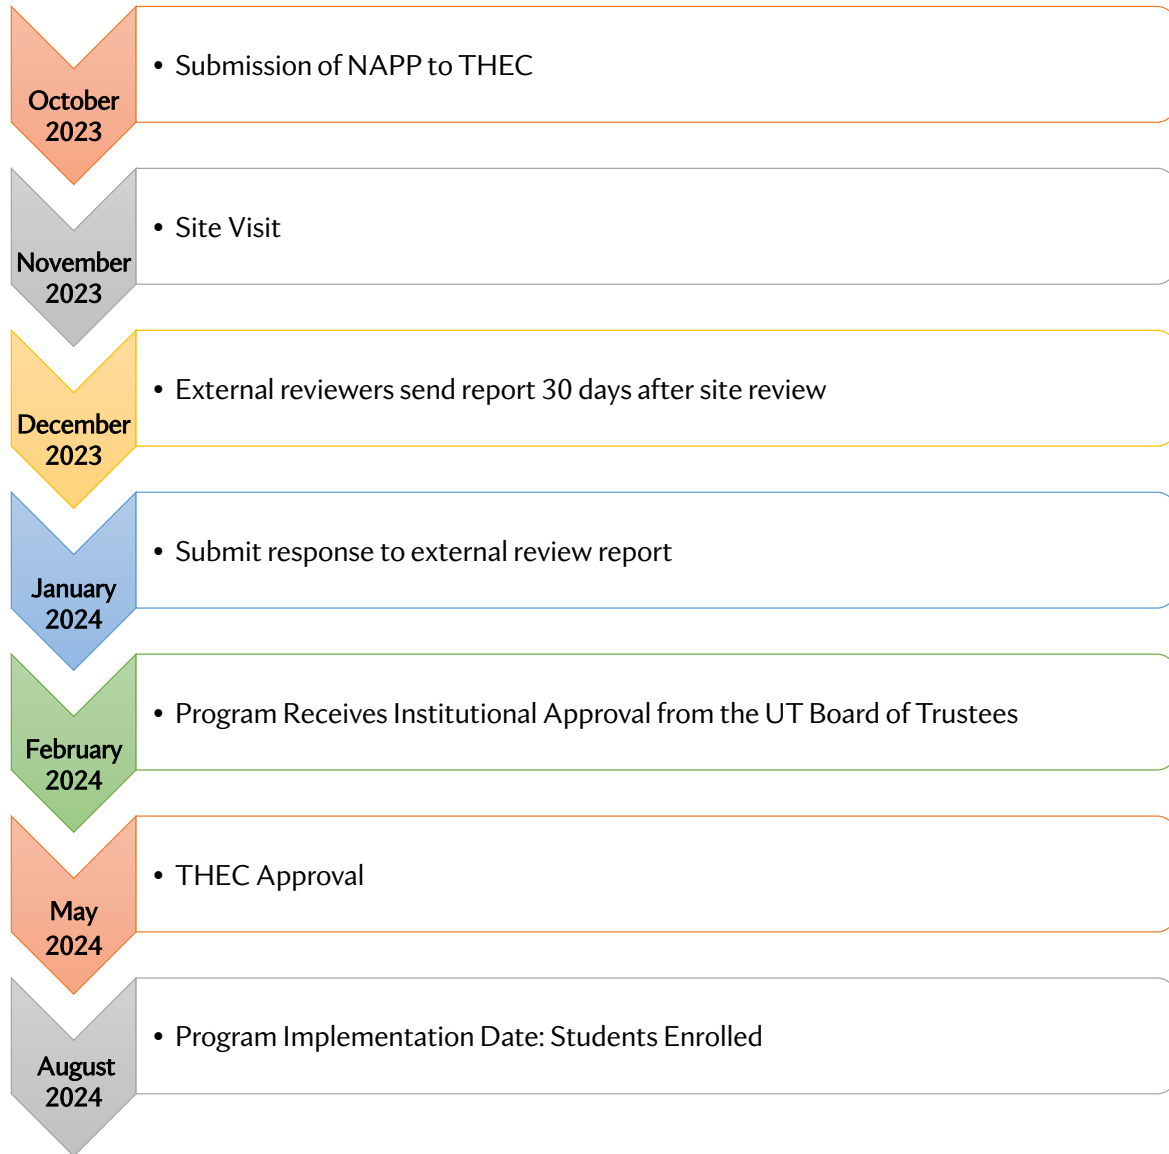 October
2023
• Submission of NAPP to THEC
November
2023
• Site Visit
December
2023
• External reviewers send report 30 days after site review
January
2024
• Submit response to external review report
February
2024
• Program Receives Institutional Approval from the UT Board of Trustees
May
2024
• THEC Approval
August
2024
• Program Implementation Date: Students Enrolled